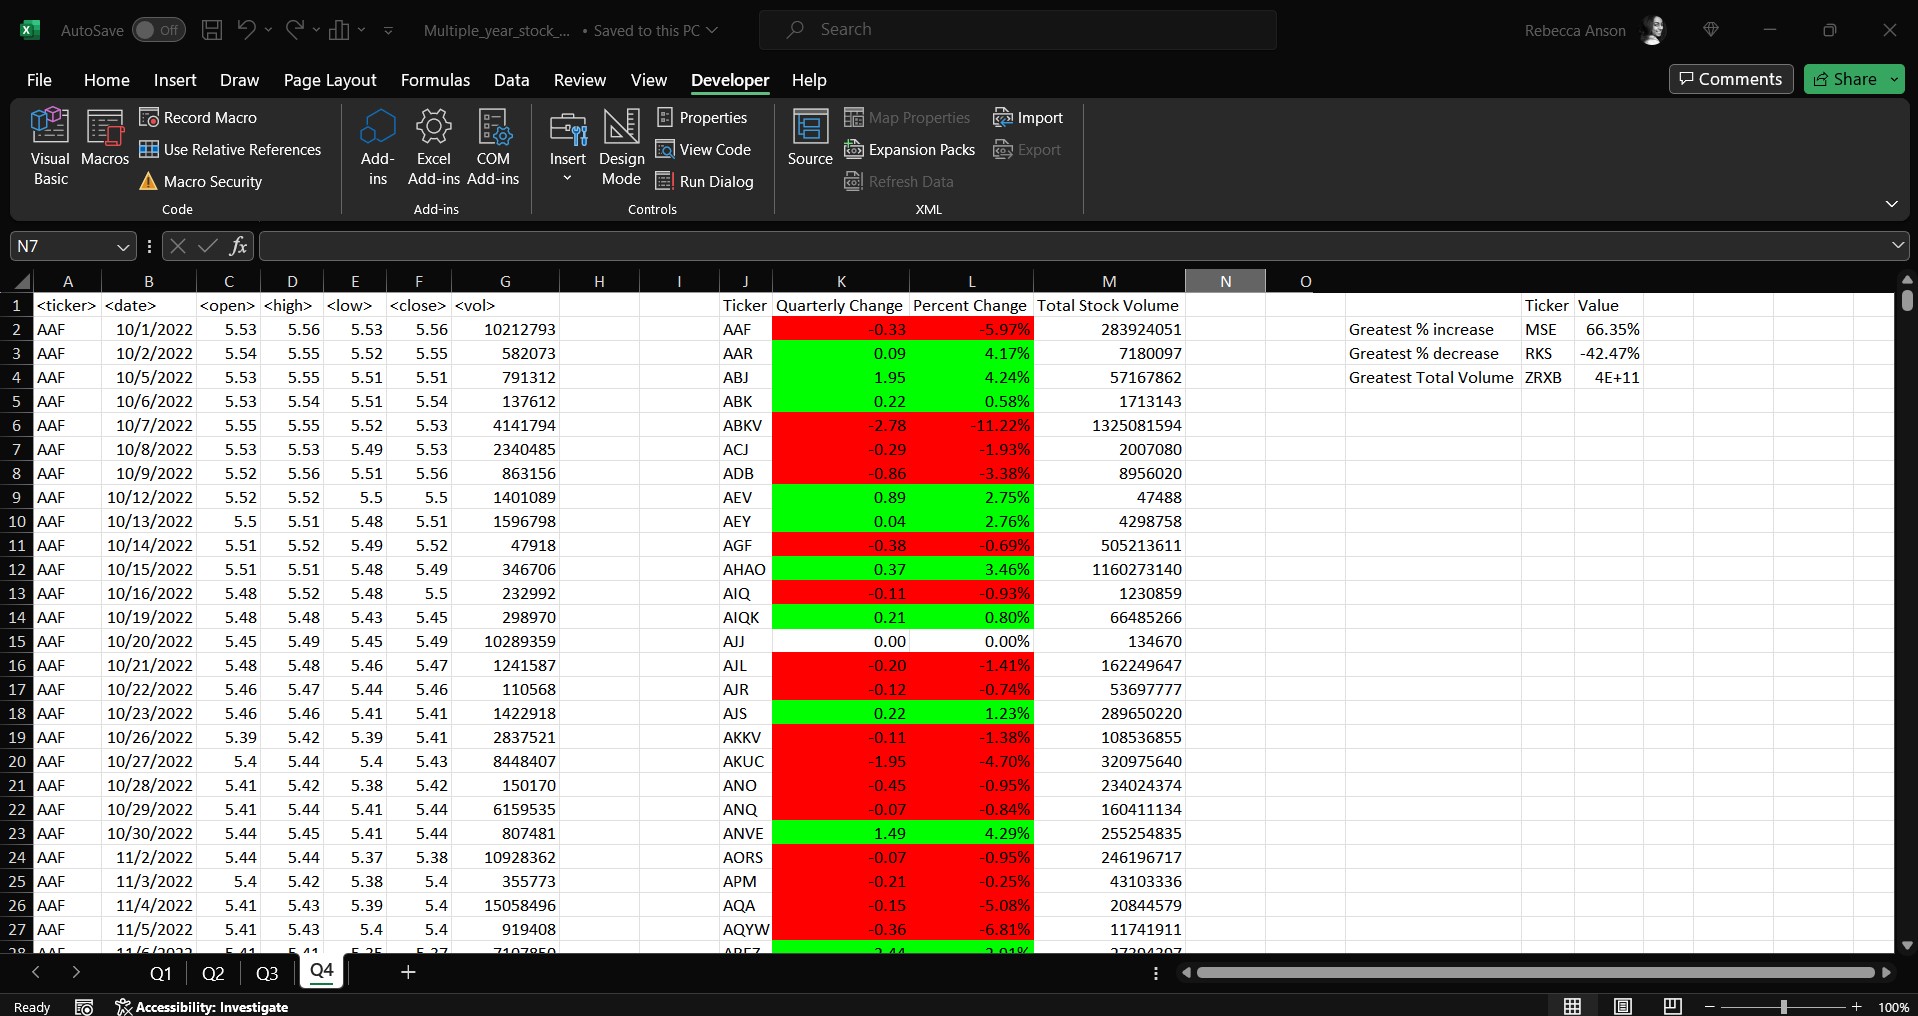 AutoSave Off Multiple_year_stock_... • Saved to this PC Search Rebecca Anson
File Home Insert Draw Page Layout Formulas Data Review View Developer Help Comments Share
Visual Basic
Macros
Record Macro
Use Relative References
Macro Security
Code
Add-ins
Excel Add-ins
COM Add-ins
Add-ins
Insert
Design Mode
Properties
View Code
Run Dialog
Controls
Source
Map Properties
Expansion Packs
Refresh Data
Import
Export
XML
N7 fx
A B C D E F G H I J K L M N O
1 <ticker> <date> <open> <high> <low> <close> <vol> Ticker Quarterly Change Percent Change Total Stock Volume Ticker Value
2 AAF 10/1/2022 5.53 5.56 5.53 5.56 10212793 AAF -0.33 -5.97% 283924051 Greatest % increase MSE 66.35%
3 AAF 10/2/2022 5.54 5.55 5.52 5.55 582073 AAR 0.09 4.17% 7180097 Greatest % decrease RKS -42.47%
4 AAF 10/5/2022 5.53 5.55 5.51 5.51 791312 ABJ 1.95 4.24% 57167862 Greatest Total Volume ZRXB 4E+11
5 AAF 10/6/2022 5.53 5.54 5.51 5.54 137612 ABK 0.22 0.58% 1713143
6 AAF 10/7/2022 5.55 5.55 5.52 5.53 4141794 ABKV -2.78 -11.22% 1325081594
7 AAF 10/8/2022 5.53 5.53 5.49 5.53 2340485 ACJ -0.29 -1.93% 2007080
8 AAF 10/9/2022 5.52 5.56 5.51 5.56 863156 ADB -0.86 -3.38% 8956020
9 AAF 10/12/2022 5.52 5.52 5.5 5.5 1401089 AEV 0.89 2.75% 47488
10 AAF 10/13/2022 5.5 5.51 5.48 5.51 1596798 AEY 0.04 2.76% 4298758
11 AAF 10/14/2022 5.51 5.52 5.49 5.52 47918 AGF -0.38 -0.69% 505213611
12 AAF 10/15/2022 5.51 5.51 5.48 5.49 346706 AHAO 0.37 3.46% 1160273140
13 AAF 10/16/2022 5.48 5.52 5.48 5.5 232992 AIQ -0.11 -0.93% 1230859
14 AAF 10/19/2022 5.48 5.48 5.43 5.45 298970 AIQK 0.21 0.80% 66485266
15 AAF 10/20/2022 5.45 5.49 5.45 5.49 10289359 AJJ 0.00 0.00% 134670
16 AAF 10/21/2022 5.48 5.48 5.46 5.47 1241587 AJL -0.20 -1.41% 162249647
17 AAF 10/22/2022 5.46 5.47 5.44 5.46 110568 AJR -0.12 -0.74% 53697777
18 AAF 10/23/2022 5.46 5.46 5.41 5.41 1422918 AJS 0.22 1.23% 289650220
19 AAF 10/26/2022 5.39 5.42 5.39 5.41 2837521 AKKV -0.11 -1.38% 108536855
20 AAF 10/27/2022 5.4 5.44 5.4 5.43 8448407 AKUC -1.95 -4.70% 320975640
21 AAF 10/28/2022 5.41 5.42 5.38 5.42 150170 ANO -0.45 -0.95% 234024374
22 AAF 10/29/2022 5.41 5.44 5.41 5.44 6159535 ANQ -0.07 -0.84% 160411134
23 AAF 10/30/2022 5.44 5.45 5.41 5.44 807481 ANVE 1.49 4.29% 255254835
24 AAF 11/2/2022 5.44 5.44 5.37 5.38 10928362 AORS -0.07 -0.95% 246196717
25 AAF 11/3/2022 5.4 5.42 5.38 5.4 355773 APM -0.21 -0.25% 43103336
26 AAF 11/4/2022 5.41 5.43 5.39 5.4 15058496 AQA -0.15 -5.08% 20844579
27 AAF 11/5/2022 5.41 5.43 5.4 5.4 919408 AQYW -0.36 -6.81% 11741911
Q1 Q2 Q3 Q4
Ready Accessibility: Investigate 100%